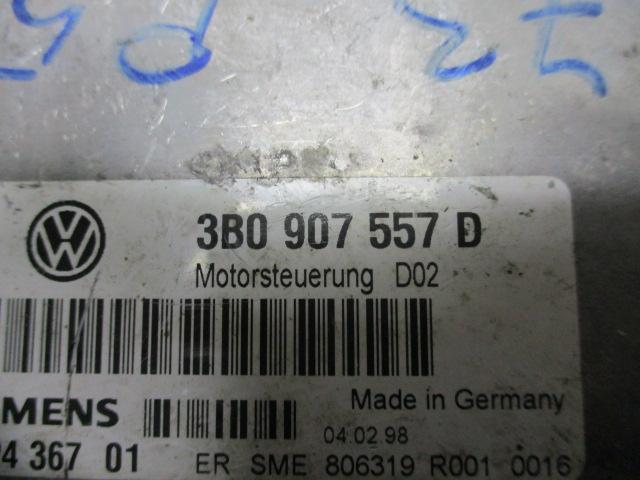 3B0 907 557 D
Motorsteuerung D02
Made in Germany
MENS
04.02.98
4 367 01 ER SME 806319 R001 0016